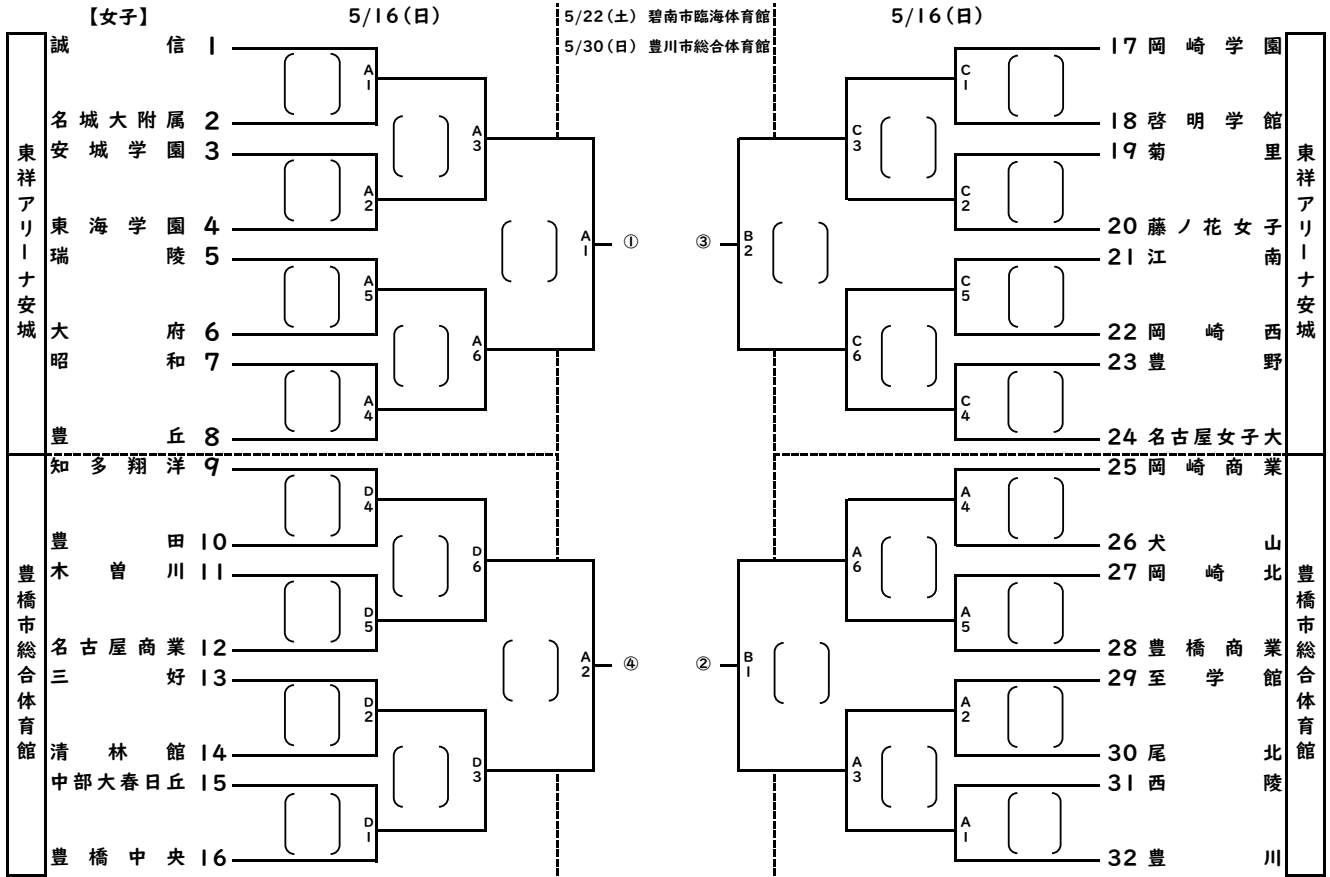 【女子】 5/16(日) 5/22(土) 碧南市臨海体育館 5/16(日)
5/30(日) 豊川市総合体育館
東祥アリーナ安城
誠信 1
A1
名城大附属 2
A3
安城学園 3
A2
東海学園 4
A1
①
瑞陵 5
A5
大府 6
A6
昭和 7
A4
豊丘 8
豊橋市総合体育館
知多翔洋 9
D4
豊田 10
D6
木曽川 11
D5
名古屋商業 12
A2
④
三好 13
D2
清林館 14
D3
中部大春日丘 15
D1
豊橋中央 16
東祥アリーナ安城
17 岡崎学園
C1
18 啓明学館
C3
19 菊里
C2
20 藤ノ花女子
③
B2
21 江南
C5
22 岡崎西
C6
23 豊野
C4
24 名古屋女子大
豊橋市総合体育館
25 岡崎商業
A4
26 犬山
A6
27 岡崎北
A5
28 豊橋商業
②
B1
29 至学館
A2
30 尾北
A3
31 西陵
A1
32 豊川